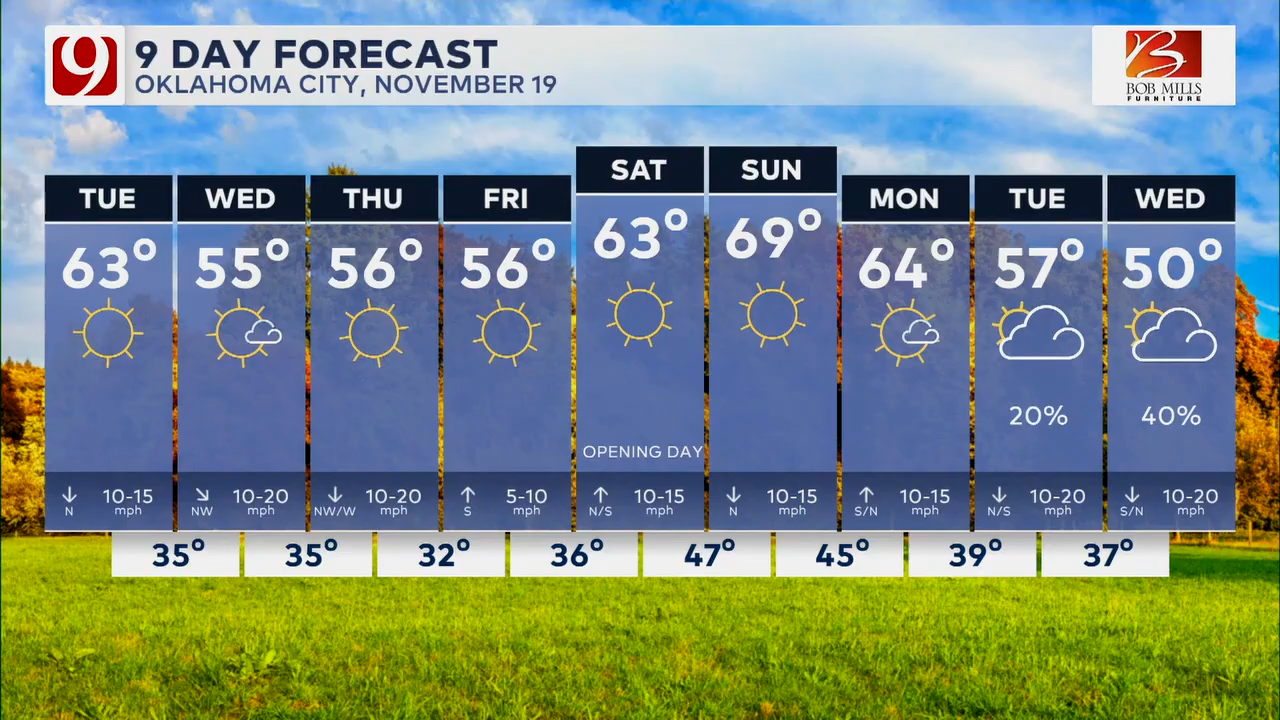 9
9 DAY FORECAST
OKLAHOMA CITY, NOVEMBER 19
B
BOB MILLS
FURNITURE
TUE
WED
THU
FRI
SAT
SUN
MON
TUE
WED
63°
55°
56°
56°
63°
69°
64°
57°
50°
20%
40%
OPENING DAY
N
10-15
mph
NW
10-20
mph
NW/W
10-20
mph
S
5-10
mph
N/S
10-15
mph
N
10-15
mph
S/N
10-15
mph
N/S
10-20
mph
S/N
10-20
mph
35°
35°
32°
36°
47°
45°
39°
37°